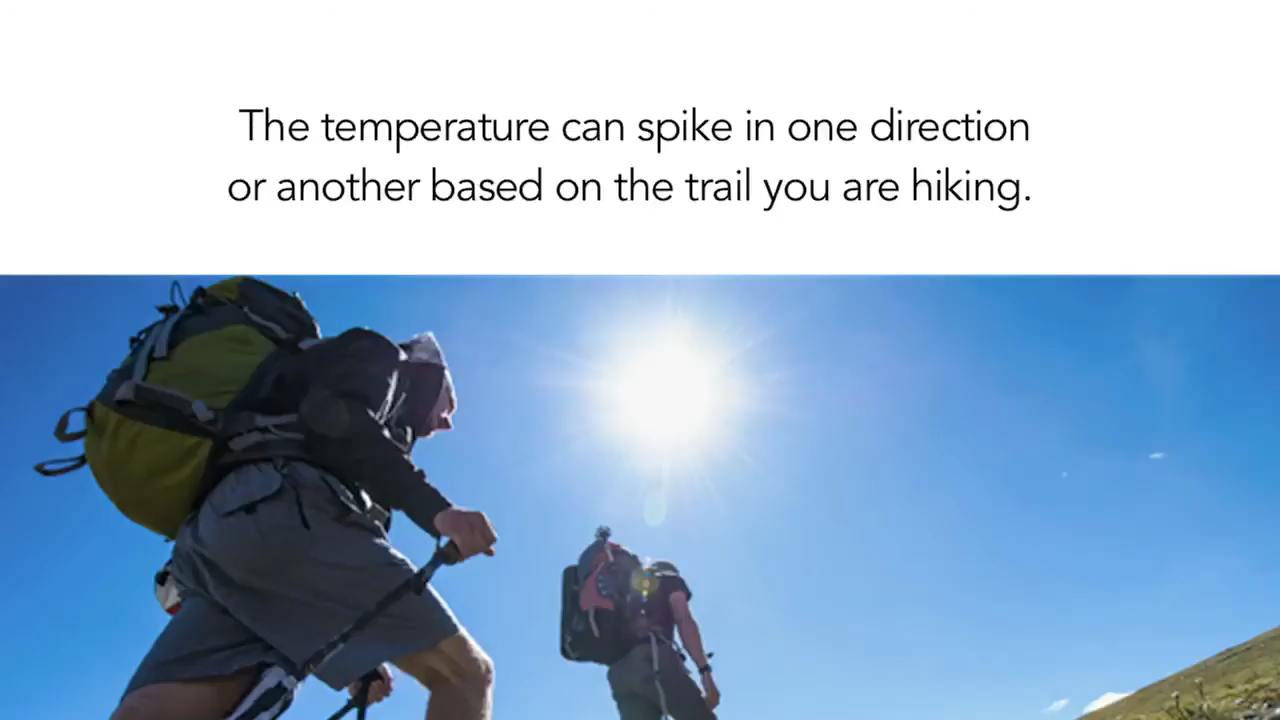 The temperature can spike in one direction
or another based on the trail you are hiking.